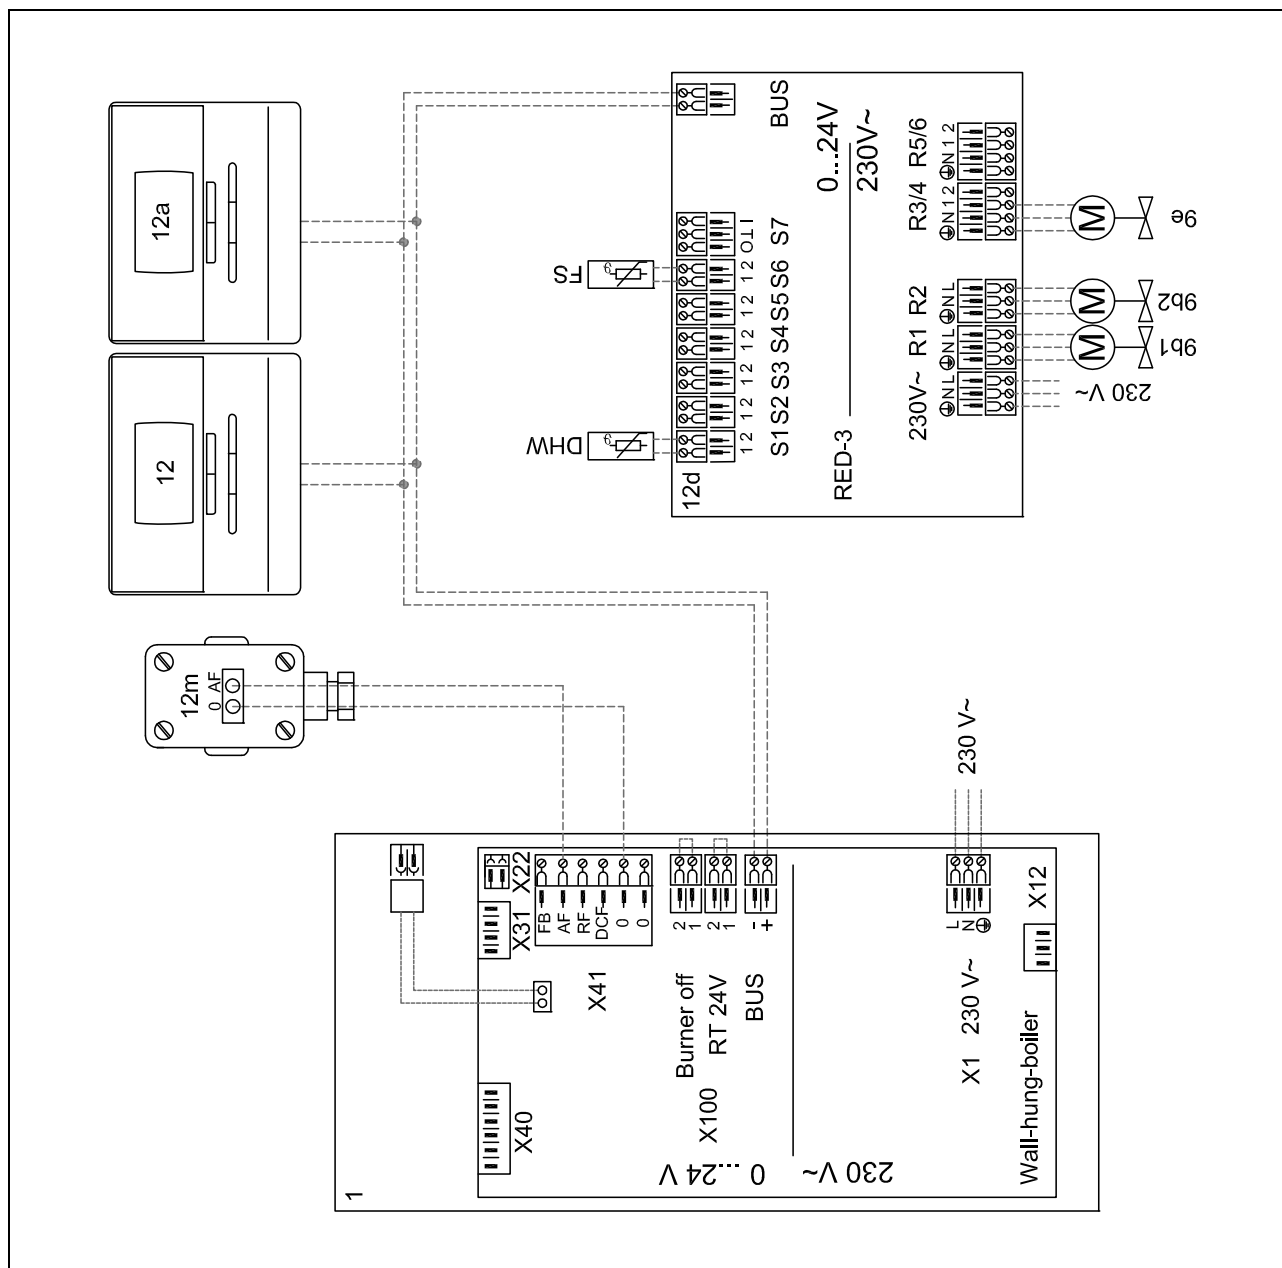 12a
12
12m
0 AF
BUS
0...24V
230V~
RED-3
12d
S1 S2 S3 S4 S5 S6 S7
1 2
1 2
1 2
1 2
1 2
1 2
O ⊥ I
FS
DHW
230V~ R1 R2 R3/4 R5/6
⏚ N L
⏚ N L
⏚ N L
⏚ N 1 2
⏚ N 1 2
M
9e
M
9b2
M
9b1
230 V~
1
X40
X31
X22
X41
FB
AF
RF
DCF
0
0
X100
Burner off
2
1
RT 24V
2
1
BUS
-
+
0 ....24 V
230 V~
X1 230 V~
L
N
⏚
230 V~
X12
Wall-hung-boiler